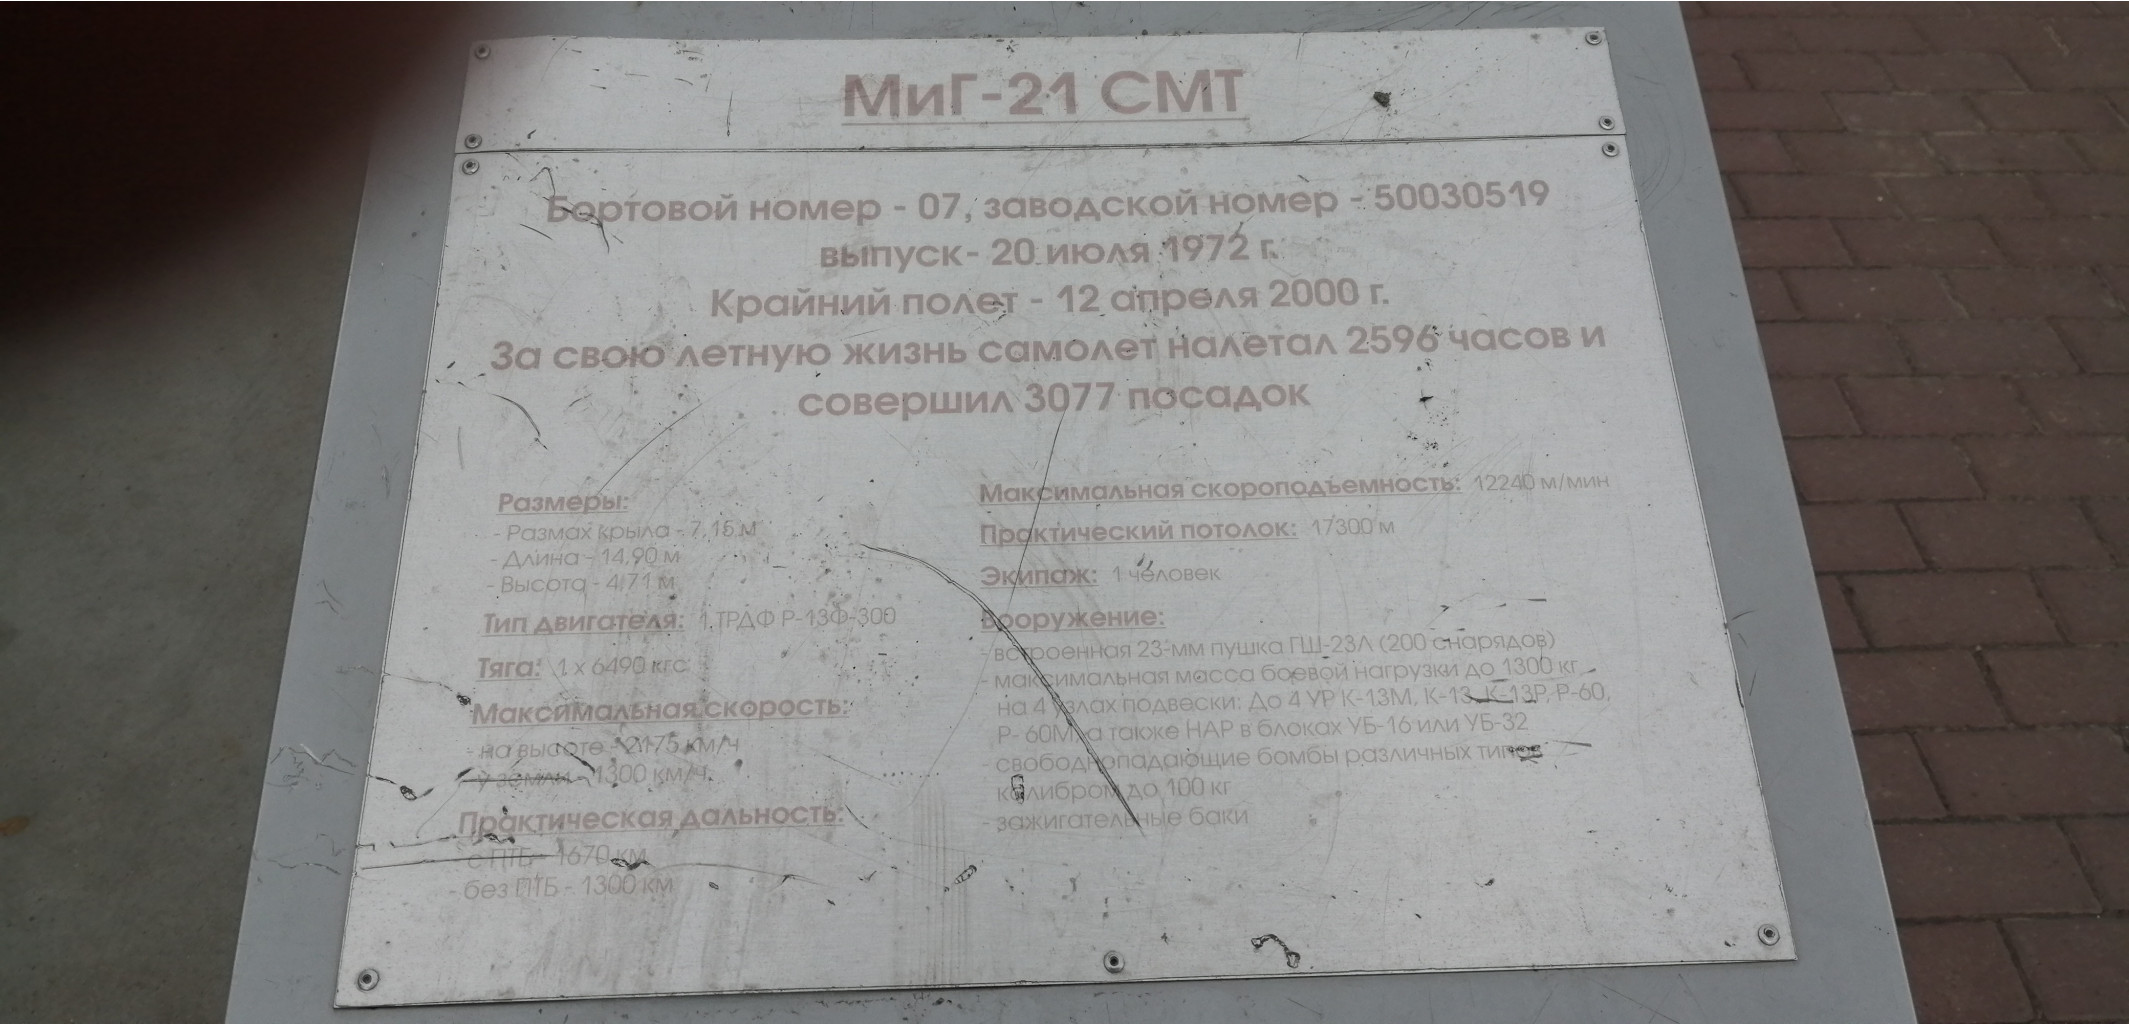 МиГ-21 СМТ
Бортовой номер - 07, заводской номер - 50030519
выпуск- 20 июля 1972 г.
Крайний полет - 12 апреля 2000 г.
За свою летную жизнь самолет налетал 2596 часов и
совершил 3077 посадок
Размеры:
- Размах крыла - 7,15 м
- Длина - 14,90 м
- Высота - 4,71 м
Тип двигателя: 1 ТРДФ Р-13Ф-300
Тяга: 1 х 6490 кгс
Максимальная скорость:
- на высоте - 2175 км/ч
- у земли - 1300 км/ч
Практическая дальность:
- с ПТБ - 1670 км
- без ПТБ - 1300 км
Максимальная скороподъемность: 12240 м/мин
Практический потолок: 17300 м
Экипаж: 1 человек
Вооружение:
- встроенная 23-мм пушка ГШ-23Л (200 снарядов)
- максимальная масса боевой нагрузки до 1300 кг
на 4 узлах подвески: До 4 УР К-13М, К-13, К-13Р, Р-60,
Р- 60М, а также НАР в блоках УБ-16 или УБ-32
- свободнопадающие бомбы различных типов
калибром до 100 кг
- зажигательные баки